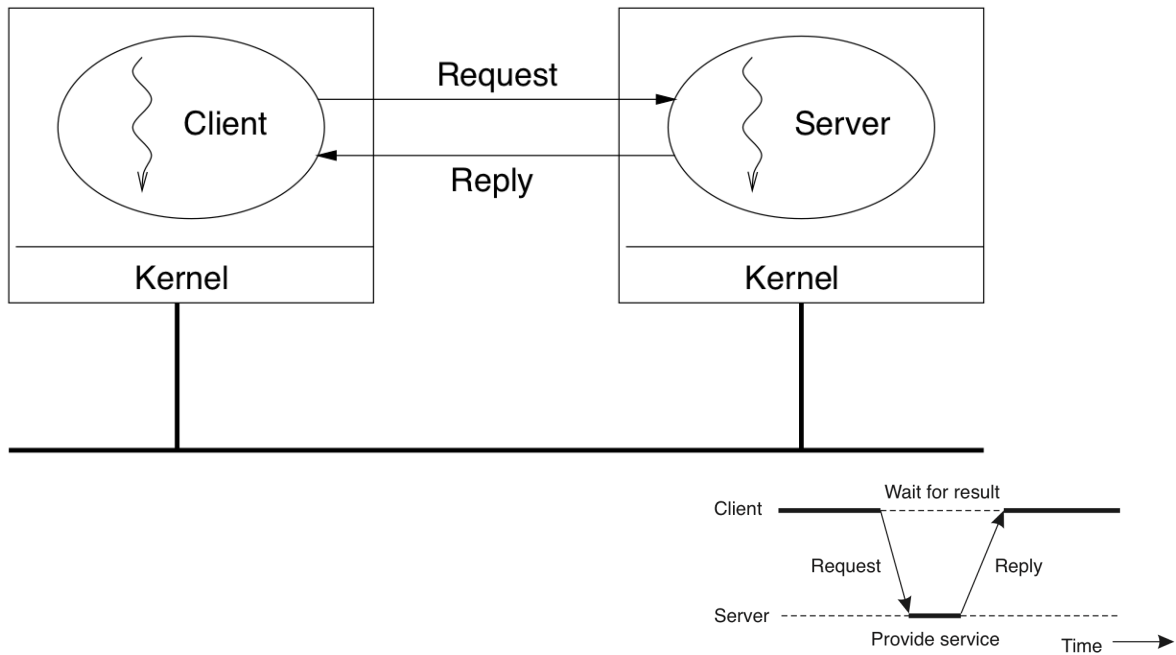 Request
Client
Server
Reply
Kernel
Kernel
Wait for result
Client
Request
Reply
Server
Provide service
Time